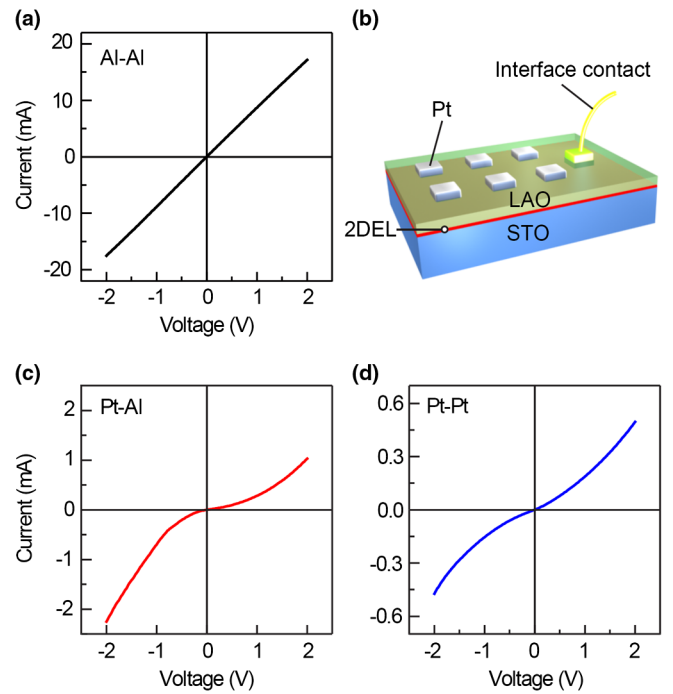 (a)
Al-Al
20
10
0
-10
-20
Current (mA)
-2 -1 0 1 2
Voltage (V)
(b)
Interface contact
Pt
LAO
2DEL
STO
(c)
Pt-Al
2
1
0
-1
-2
Current (mA)
-2 -1 0 1 2
Voltage (V)
(d)
Pt-Pt
0.6
0.3
0.0
-0.3
-0.6
-2 -1 0 1 2
Voltage (V)